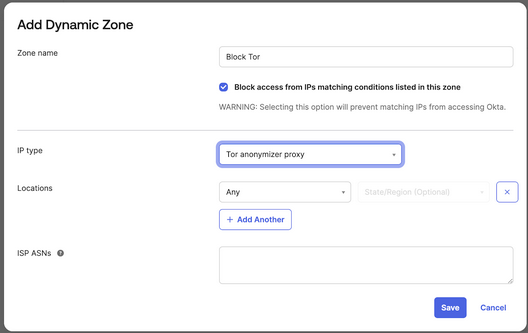 Add Dynamic Zone
Zone name
Block Tor
Block access from IPs matching conditions listed in this zone
WARNING: Selecting this option will prevent matching IPs from accessing Okta.
IP type
Tor anonymizer proxy
Locations
Any
State/Region (Optional)
+ Add Another
ISP ASNs
Save
Cancel